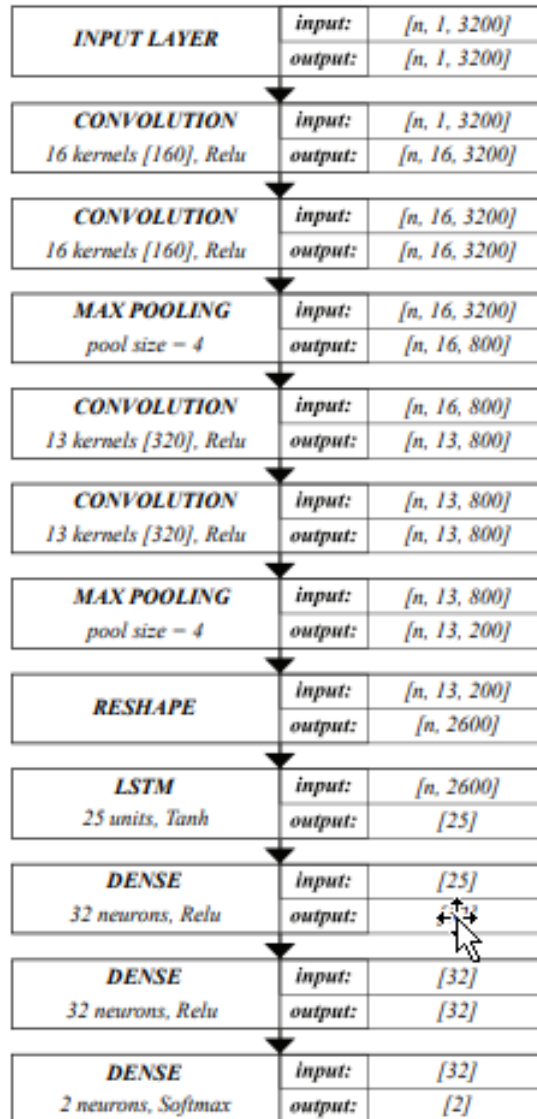 INPUT LAYER
input: [n, 1, 3200]
output: [n, 1, 3200]
CONVOLUTION
16 kernels [160], Relu
input: [n, 1, 3200]
output: [n, 16, 3200]
CONVOLUTION
16 kernels [160], Relu
input: [n, 16, 3200]
output: [n, 16, 3200]
MAX POOLING
pool size = 4
input: [n, 16, 3200]
output: [n, 16, 800]
CONVOLUTION
13 kernels [320], Relu
input: [n, 16, 800]
output: [n, 13, 800]
CONVOLUTION
13 kernels [320], Relu
input: [n, 13, 800]
output: [n, 13, 800]
MAX POOLING
pool size = 4
input: [n, 13, 800]
output: [n, 13, 200]
RESHAPE
input: [n, 13, 200]
output: [n, 2600]
LSTM
25 units, Tanh
input: [n, 2600]
output: [25]
DENSE
32 neurons, Relu
input: [25]
output:
DENSE
32 neurons, Relu
input: [32]
output: [32]
DENSE
2 neurons, Softmax
input: [32]
output: [2]